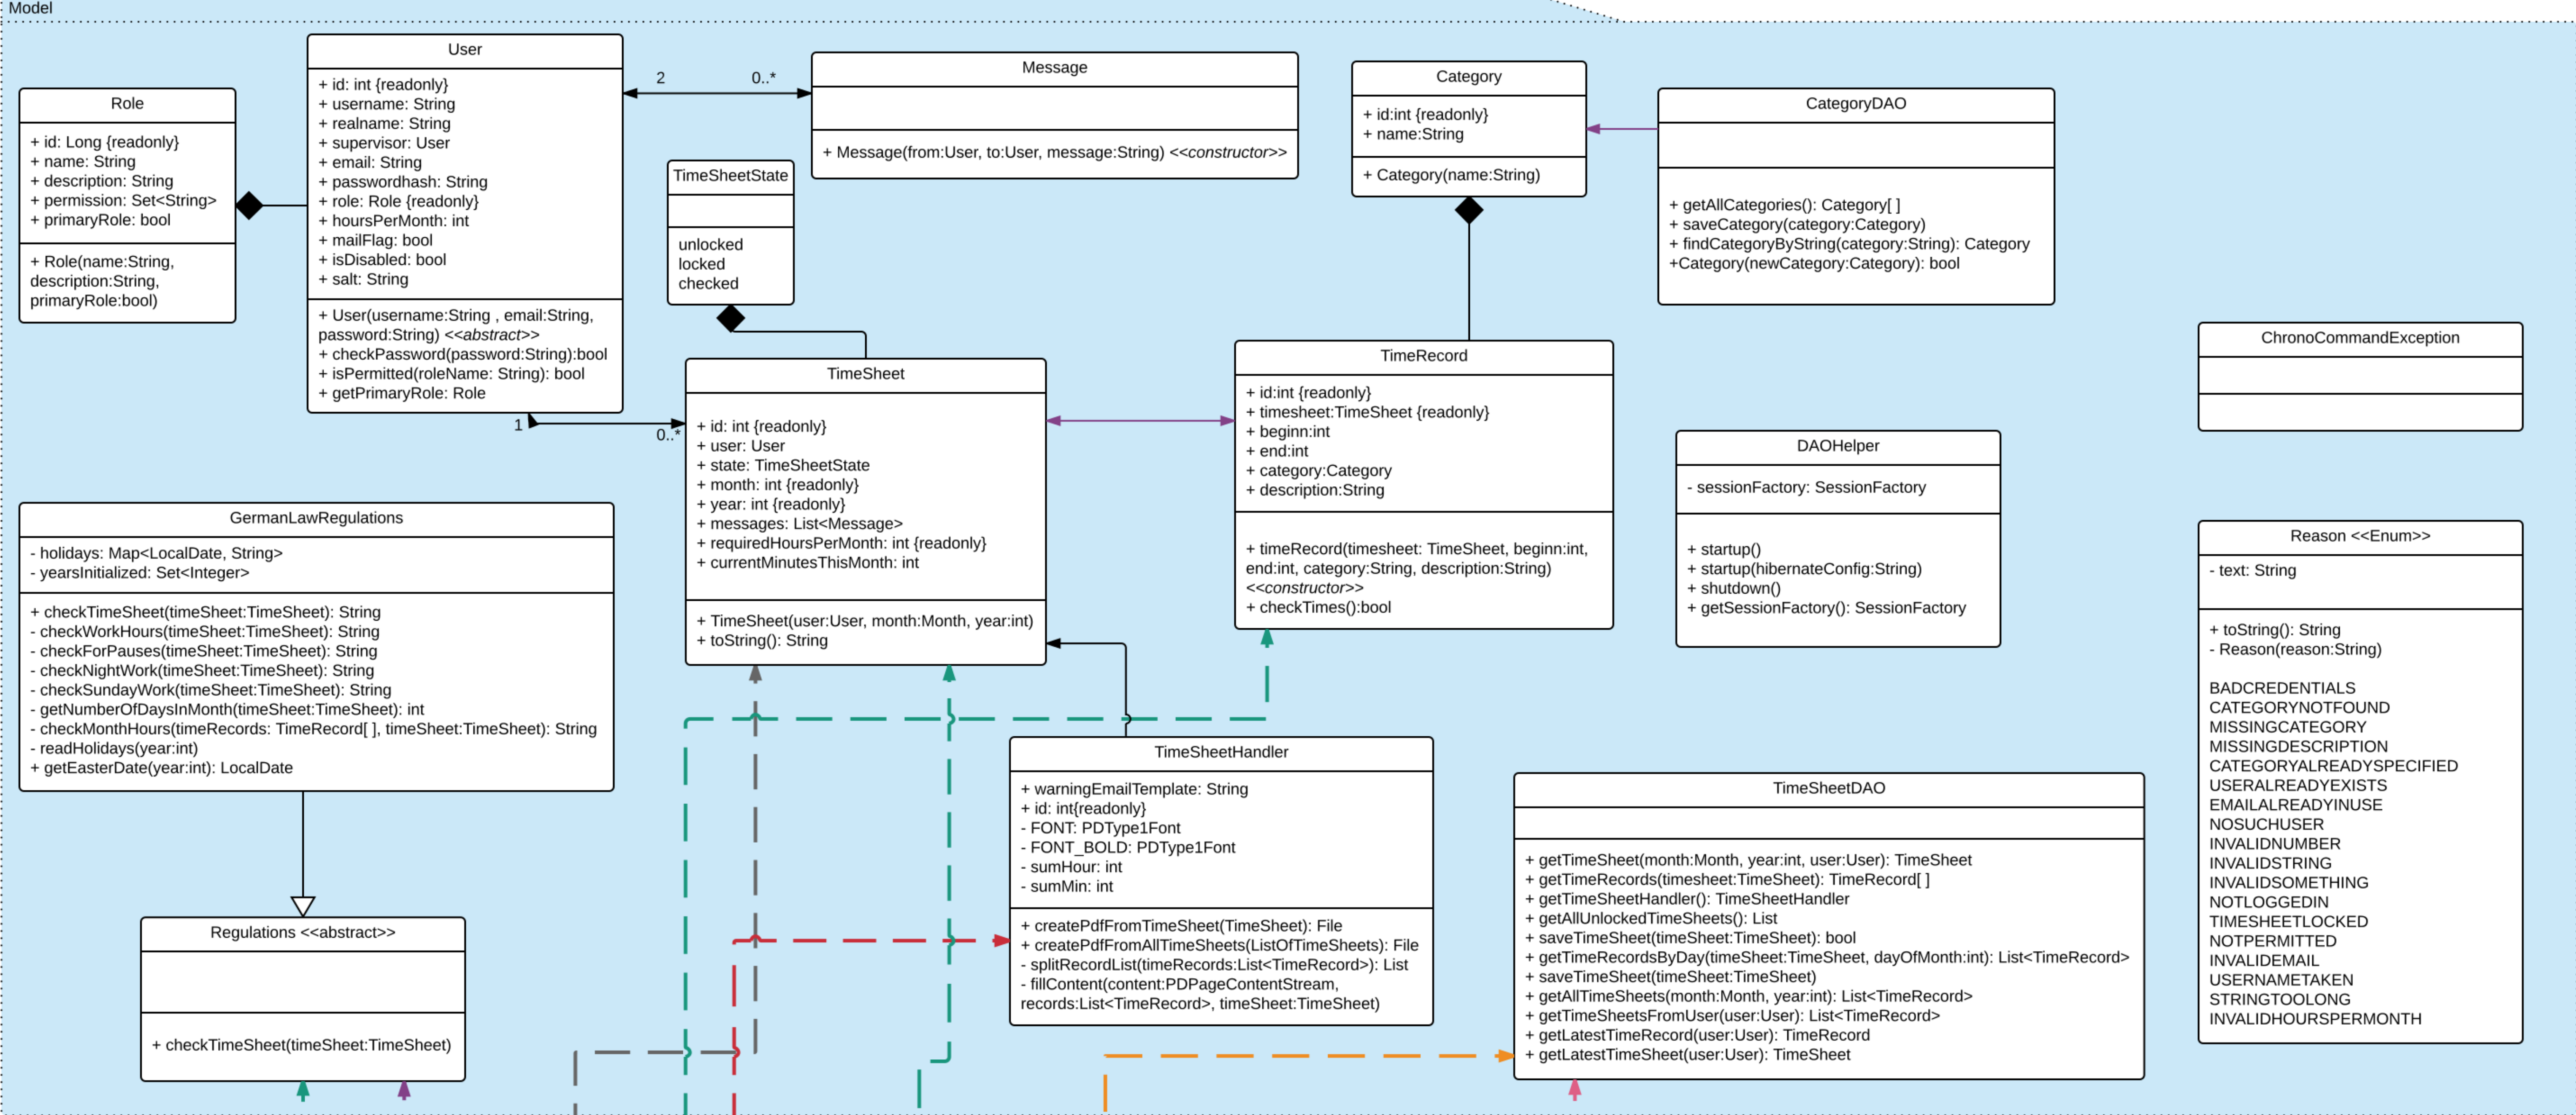 Model
Role
+ id: Long {readonly}
+ name: String
+ description: String
+ permission: Set<String>
+ primaryRole: bool
+ Role(name:String,
description:String,
primaryRole:bool)
User
+ id: int {readonly}
+ username: String
+ realname: String
+ supervisor: User
+ email: String
+ passwordhash: String
+ role: Role {readonly}
+ hoursPerMonth: int
+ mailFlag: bool
+ isDisabled: bool
+ salt: String
+ User(username:String , email:String,
password:String) <<abstract>>
+ checkPassword(password:String):bool
+ isPermitted(roleName: String): bool
+ getPrimaryRole: Role
2
0..*
Message
+ Message(from:User, to:User, message:String) <<constructor>>
TimeSheetState
unlocked
locked
checked
Category
+ id:int {readonly}
+ name:String
+ Category(name:String)
CategoryDAO
+ getAllCategories(): Category[ ]
+ saveCategory(category:Category)
+ findCategoryByString(category:String): Category
+Category(newCategory:Category): bool
1
0..*
TimeSheet
+ id: int {readonly}
+ user: User
+ state: TimeSheetState
+ month: int {readonly}
+ year: int {readonly}
+ messages: List<Message>
+ requiredHoursPerMonth: int {readonly}
+ currentMinutesThisMonth: int
+ TimeSheet(user:User, month:Month, year:int)
+ toString(): String
TimeRecord
+ id:int {readonly}
+ timesheet:TimeSheet {readonly}
+ beginn:int
+ end:int
+ category:Category
+ description:String
+ timeRecord(timesheet: TimeSheet, beginn:int,
end:int, category:String, description:String)
<<constructor>>
+ checkTimes():bool
DAOHelper
- sessionFactory: SessionFactory
+ startup()
+ startup(hibernateConfig:String)
+ shutdown()
+ getSessionFactory(): SessionFactory
ChronoCommandException
GermanLawRegulations
- holidays: Map<LocalDate, String>
- yearsInitialized: Set<Integer>
+ checkTimeSheet(timeSheet:TimeSheet): String
- checkWorkHours(timeSheet:TimeSheet): String
- checkForPauses(timeSheet:TimeSheet): String
- checkNightWork(timeSheet:TimeSheet): String
- checkSundayWork(timeSheet:TimeSheet): String
- getNumberOfDaysInMonth(timeSheet:TimeSheet): int
- checkMonthHours(timeRecords: TimeRecord[ ], timeSheet:TimeSheet): String
- readHolidays(year:int)
+ getEasterDate(year:int): LocalDate
Regulations <<abstract>>
+ checkTimeSheet(timeSheet:TimeSheet)
TimeSheetHandler
+ warningEmailTemplate: String
+ id: int{readonly}
- FONT: PDType1Font
- FONT_BOLD: PDType1Font
- sumHour: int
- sumMin: int
+ createPdfFromTimeSheet(TimeSheet): File
+ createPdfFromAllTimeSheets(ListOfTimeSheets): File
- splitRecordList(timeRecords:List<TimeRecord>): List
- fillContent(content:PDPageContentStream,
records:List<TimeRecord>, timeSheet:TimeSheet)
TimeSheetDAO
+ getTimeSheet(month:Month, year:int, user:User): TimeSheet
+ getTimeRecords(timesheet:TimeSheet): TimeRecord[ ]
+ getTimeSheetHandler(): TimeSheetHandler
+ getAllUnlockedTimeSheets(): List
+ saveTimeSheet(timeSheet:TimeSheet): bool
+ getTimeRecordsByDay(timeSheet:TimeSheet, dayOfMonth:int): List<TimeRecord>
+ saveTimeSheet(timeSheet:TimeSheet)
+ getAllTimeSheets(month:Month, year:int): List<TimeRecord>
+ getTimeSheetsFromUser(user:User): List<TimeRecord>
+ getLatestTimeRecord(user:User): TimeRecord
+ getLatestTimeSheet(user:User): TimeSheet
Reason <<Enum>>
- text: String
+ toString(): String
- Reason(reason:String)
BADCREDENTIALS
CATEGORYNOTFOUND
MISSINGCATEGORY
MISSINGDESCRIPTION
CATEGORYALREADYSPECIFIED
USERALREADYEXISTS
EMAILALREADYINUSE
NOSUCHUSER
INVALIDNUMBER
INVALIDSTRING
INVALIDSOMETHING
NOTLOGGEDIN
TIMESHEETLOCKED
NOTPERMITTED
INVALIDEMAIL
USERNAMETAKEN
STRINGTOOLONG
INVALIDHOURSPERMONTH